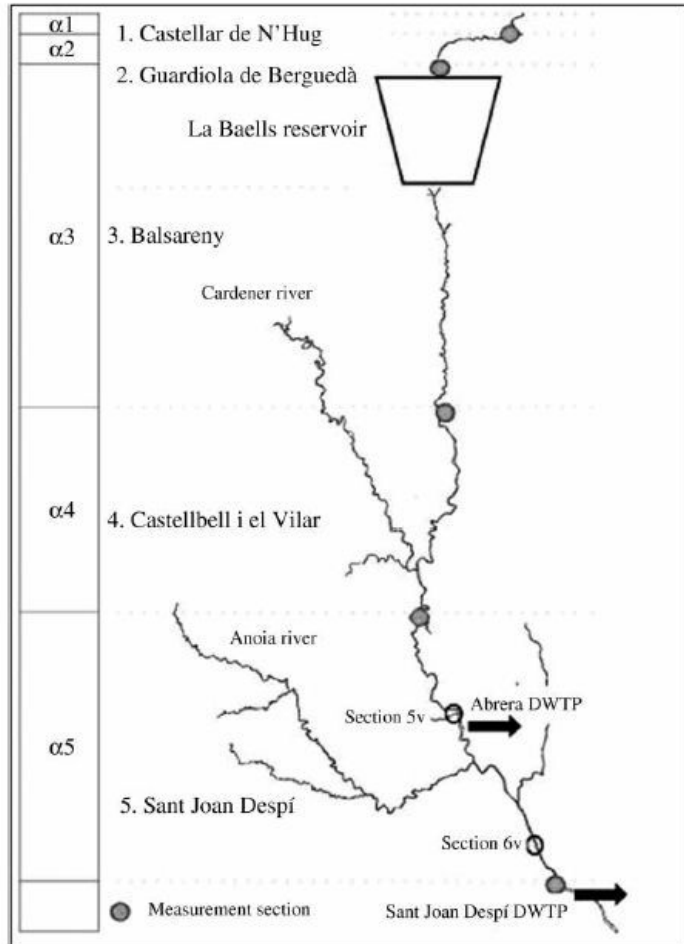 α1
1. Castellar de N'Hug
α2
2. Guardiola de Berguedà
La Baells reservoir
α3
3. Balsareny
Cardener river
α4
4. Castellbell i el Vilar
Anoia river
Abrera DWTP
Section 5v
α5
5. Sant Joan Despí
Section 6v
Measurement section
Sant Joan Despí DWTP